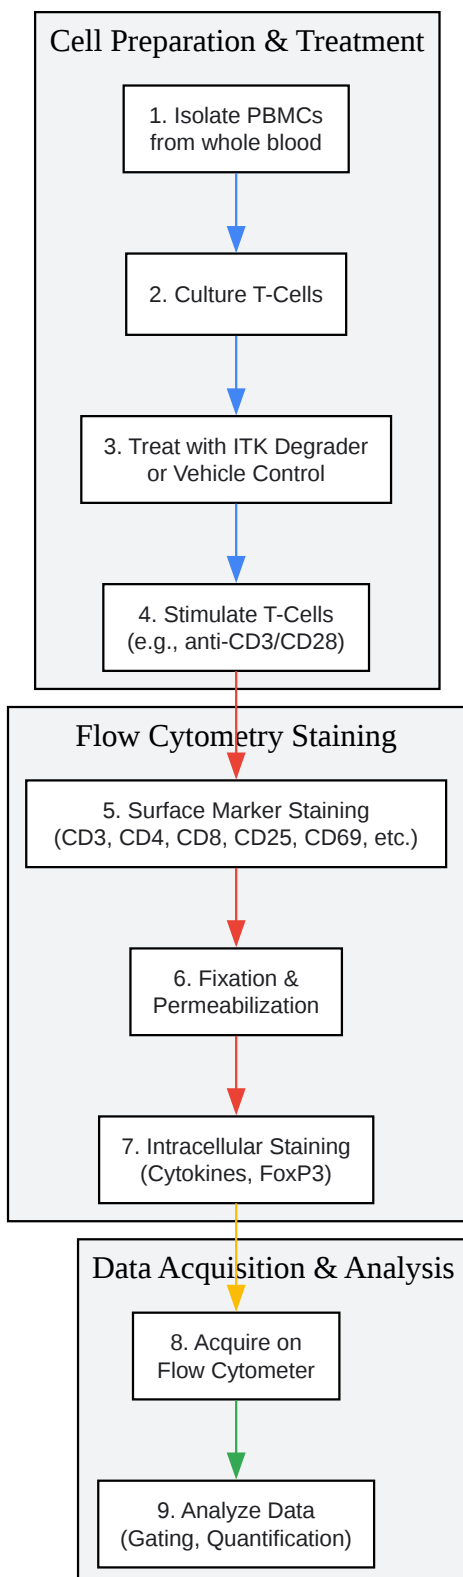 Cell Preparation & Treatment
1. Isolate PBMCs
from whole blood
2. Culture T-Cells
3. Treat with ITK Degrader
or Vehicle Control
4. Stimulate T-Cells
(e.g., anti-CD3/CD28)
Flow Cytometry Staining
5. Surface Marker Staining
(CD3, CD4, CD8, CD25, CD69, etc.)
6. Fixation &
Permeabilization
7. Intracellular Staining
(Cytokines, FoxP3)
Data Acquisition & Analysis
8. Acquire on
Flow Cytometer
9. Analyze Data
(Gating, Quantification)